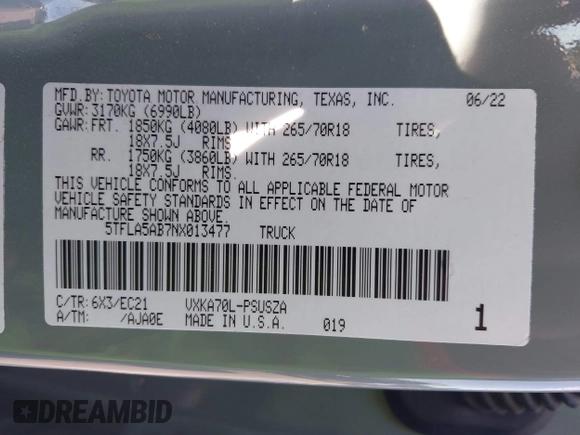 MFD.BY: TOYOTA MOTOR MANUFACTURING, TEXAS, INC. 06/22
GVWR: 3170KG (6990LB)
GAWR: FRT. 1850KG (4080LB) WITH 265/70R18 TIRES,
18X7.5J RIMS.
RR. 1750KG (3860LB) WITH 265/70R18 TIRES,
18X7.5J RIMS.
THIS VEHICLE CONFORMS TO ALL APPLICABLE FEDERAL MOTOR
VEHICLE SAFETY STANDARDS IN EFFECT ON THE DATE OF
MANUFACTURE SHOWN ABOVE.
5TFLA5AB7NX013477 TRUCK
C/TR: 6X3/EC21 VXKA70L-PSUSZA
A/TM: /AJA0E MADE IN U.S.A. 019 1
DREAMBID